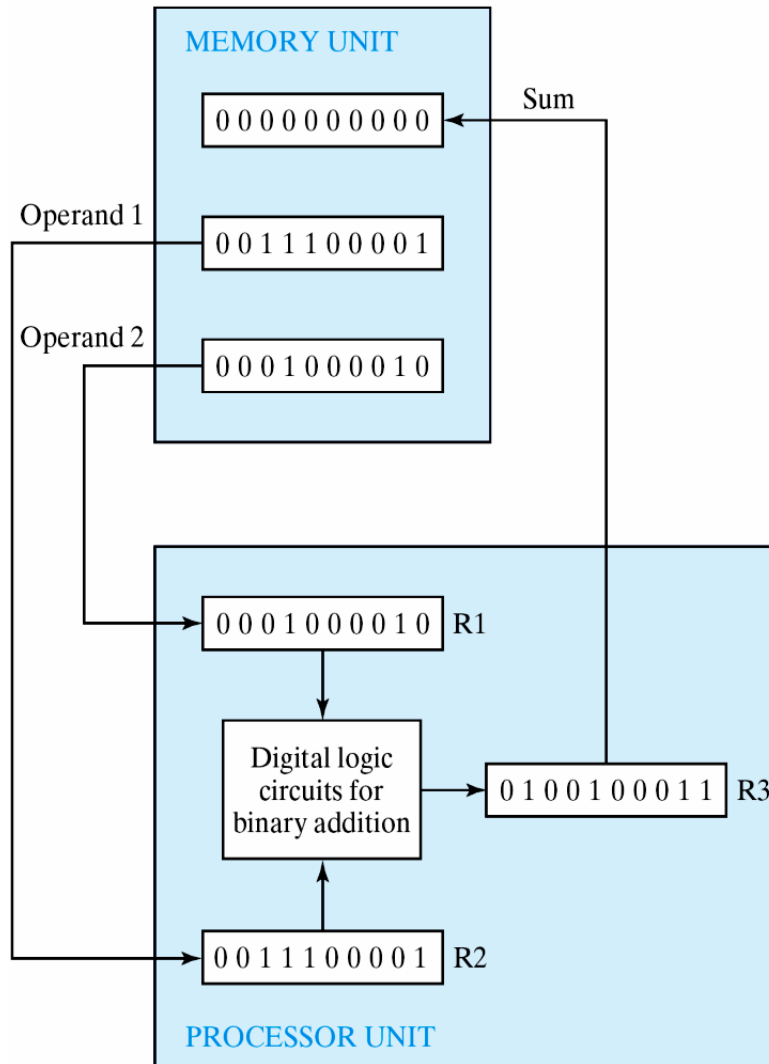 MEMORY UNIT
Sum
0 0 0 0 0 0 0 0 0 0
Operand 1
0 0 1 1 1 0 0 0 0 1
Operand 2
0 0 0 1 0 0 0 0 1 0
0 0 0 1 0 0 0 0 1 0 R1
Digital logic
circuits for
binary addition
0 1 0 0 1 0 0 0 1 1 R3
0 0 1 1 1 0 0 0 0 1 R2
PROCESSOR UNIT